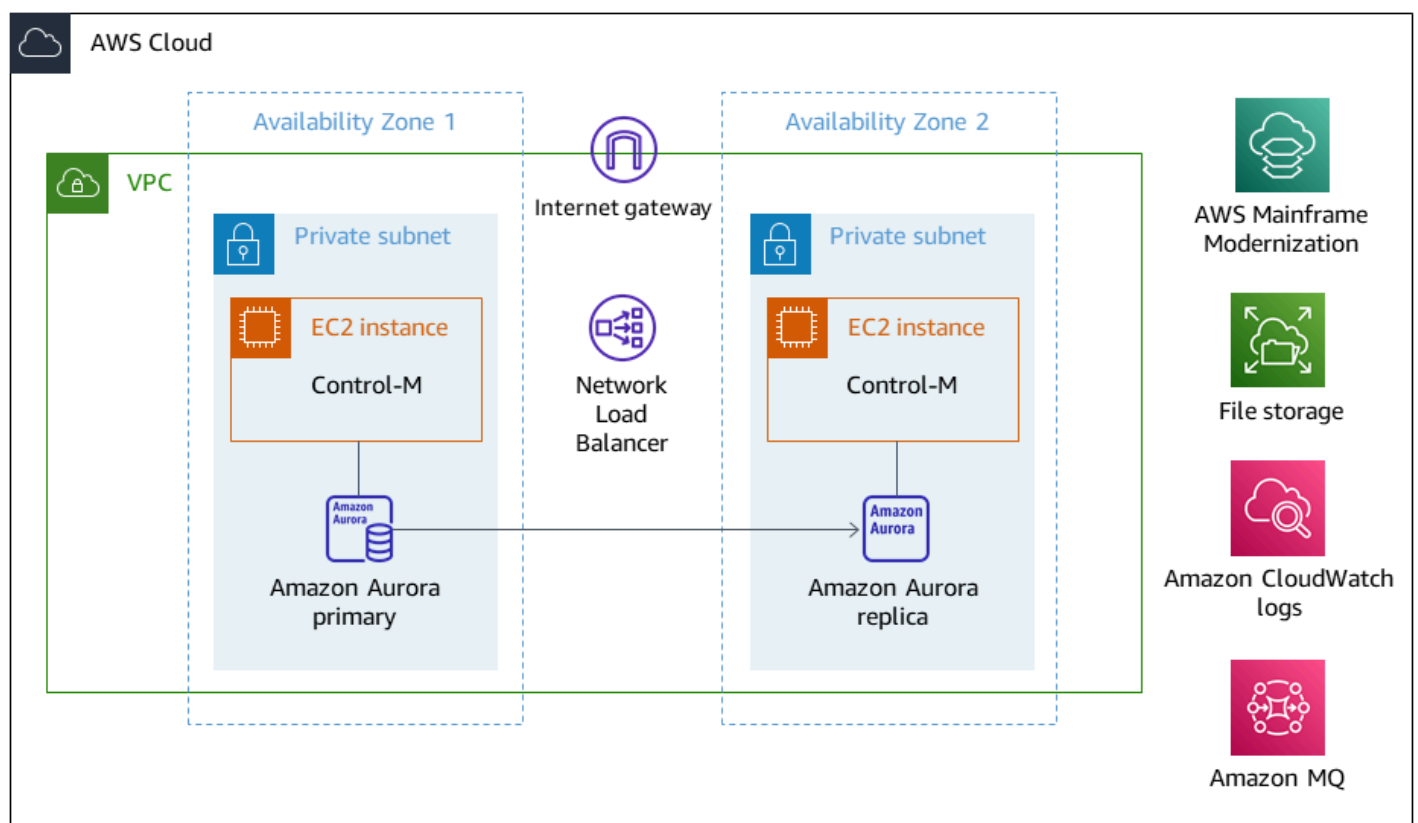 AWS Cloud
Availability Zone 1
Availability Zone 2
VPC
Internet gateway
AWS Mainframe
Modernization
Private subnet
Private subnet
EC2 instance
Control-M
Network
Load
Balancer
EC2 instance
Control-M
File storage
Amazon
Aurora
Amazon Aurora
primary
Amazon
Aurora
Amazon Aurora
replica
Amazon CloudWatch
logs
Amazon MQ